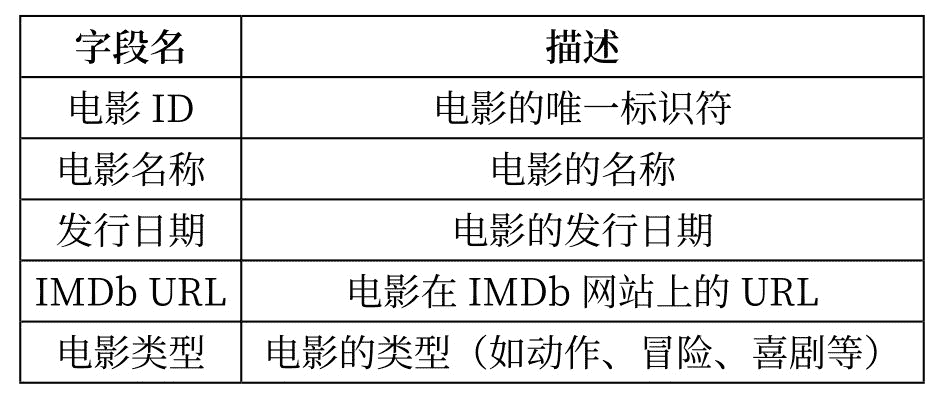 字段名 描述
电影 ID 电影的唯一标识符
电影名称 电影的名称
发行日期 电影的发行日期
IMDb URL 电影在 IMDb 网站上的 URL
电影类型 电影的类型（如动作、冒险、喜剧等）